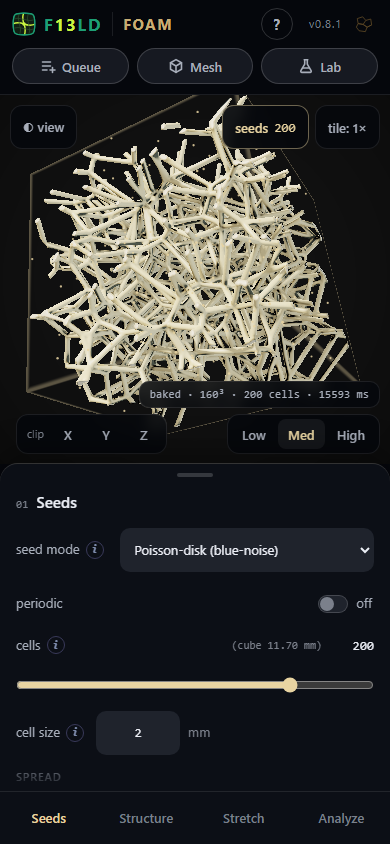 F13LD FOAM ? v0.8.1
Queue Mesh Lab
view seeds 200 tile: 1×
baked · 160³ · 200 cells · 15593 ms
clip X Y Z Low Med High
01 Seeds
seed mode i Poisson-disk (blue-noise)
periodic off
cells i (cube 11.70 mm) 200
cell size i 2 mm
SPREAD
Seeds Structure Stretch Analyze